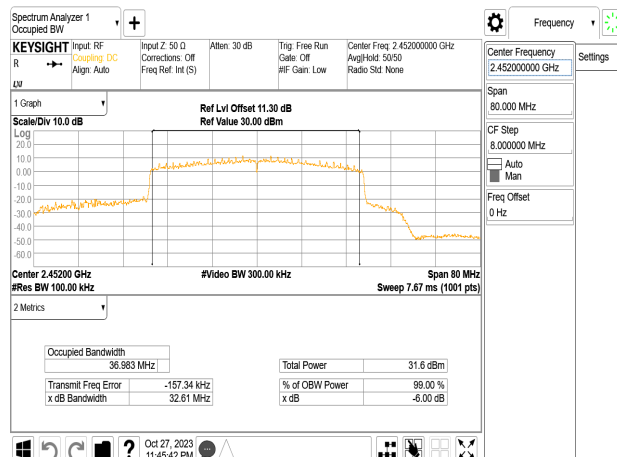 Spectrum Analyzer 1
Occupied BW
Frequency
KEYSIGHT
Input: RF
Coupling: DC
Align: Auto
Input Z: 50 Ω
Corrections: Off
Freq Ref: Int (S)
Atten: 30 dB
Trig: Free Run
Gate: Off
#IF Gain: Low
Center Freq: 2.452000000 GHz
Avg|Hold: 50/50
Radio Std: None
R
LXI
Center Frequency
2.452000000 GHz
Settings
Span
80.000 MHz
CF Step
8.000000 MHz
Auto
Man
Freq Offset
0 Hz
1 Graph
Scale/Div 10.0 dB
Ref Lvl Offset 11.30 dB
Ref Value 30.00 dBm
Log
20.0
10.0
0.00
-10.0
-20.0
-30.0
-40.0
-50.0
-60.0
Center 2.45200 GHz
#Video BW 300.00 kHz
Span 80 MHz
#Res BW 100.00 kHz
Sweep 7.67 ms (1001 pts)
2 Metrics
Occupied Bandwidth
36.983 MHz
Total Power 31.6 dBm
Transmit Freq Error -157.34 kHz
% of OBW Power 99.00 %
x dB Bandwidth 32.61 MHz
x dB -6.00 dB
?
Oct 27, 2023
11:45:42 PM